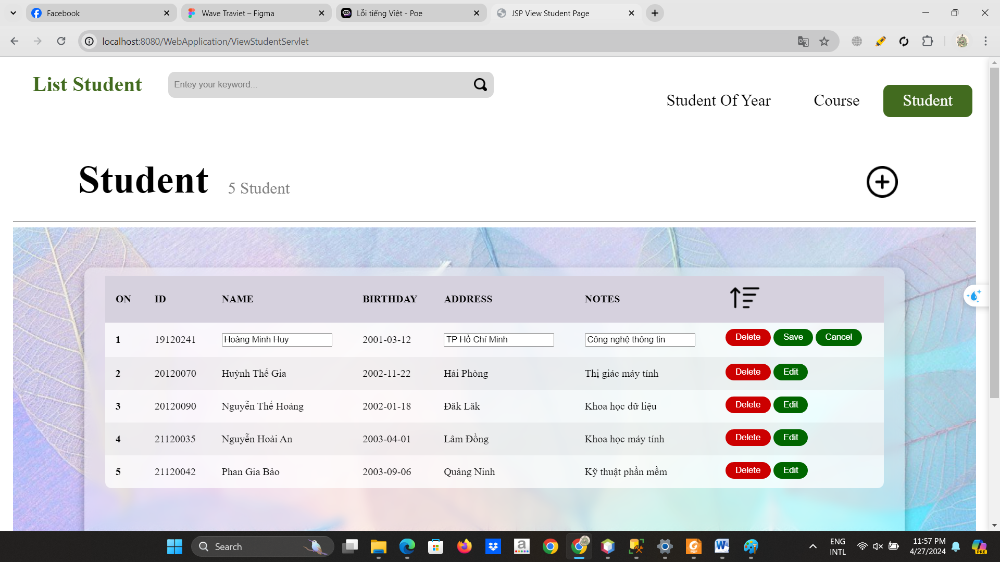 Facebook
Wave Traviet – Figma
Lỗi tiếng Việt - Poe
JSP View Student Page
localhost:8080/WebApplication/ViewStudentServlet
List Student
Entey your keyword...
Student Of Year
Course
Student
Student
5 Student
ON ID NAME BIRTHDAY ADDRESS NOTES
1 19120241 Hoàng Minh Huy 2001-03-12 TP Hồ Chí Minh Công nghệ thông tin Delete Save Cancel
2 20120070 Huỳnh Thế Gia 2002-11-22 Hải Phòng Thị giác máy tính Delete Edit
3 20120090 Nguyễn Thế Hoàng 2002-01-18 Đăk Lăk Khoa học dữ liệu Delete Edit
4 21120035 Nguyễn Hoài An 2003-04-01 Lâm Đồng Khoa học máy tính Delete Edit
5 21120042 Phan Gia Bảo 2003-09-06 Quảng Ninh Kỹ thuật phần mềm Delete Edit
Search
ENG
INTL
11:57 PM
4/27/2024
PRE